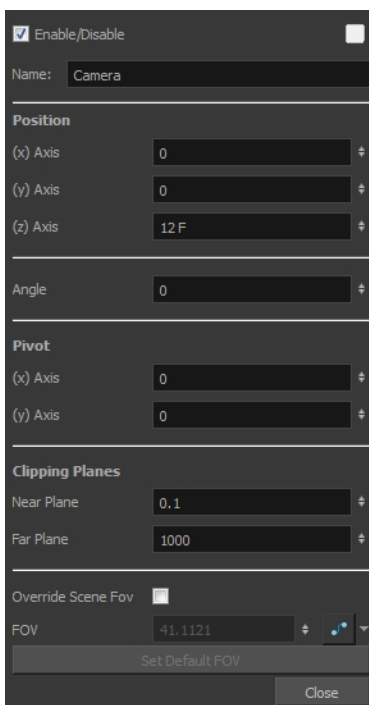 Enable/Disable
Name: Camera
Position
(x) Axis 0
(y) Axis 0
(z) Axis 12 F
Angle 0
Pivot
(x) Axis 0
(y) Axis 0
Clipping Planes
Near Plane 0.1
Far Plane 1000
Override Scene Fov
FOV 41.1121
Set Default FOV
Close